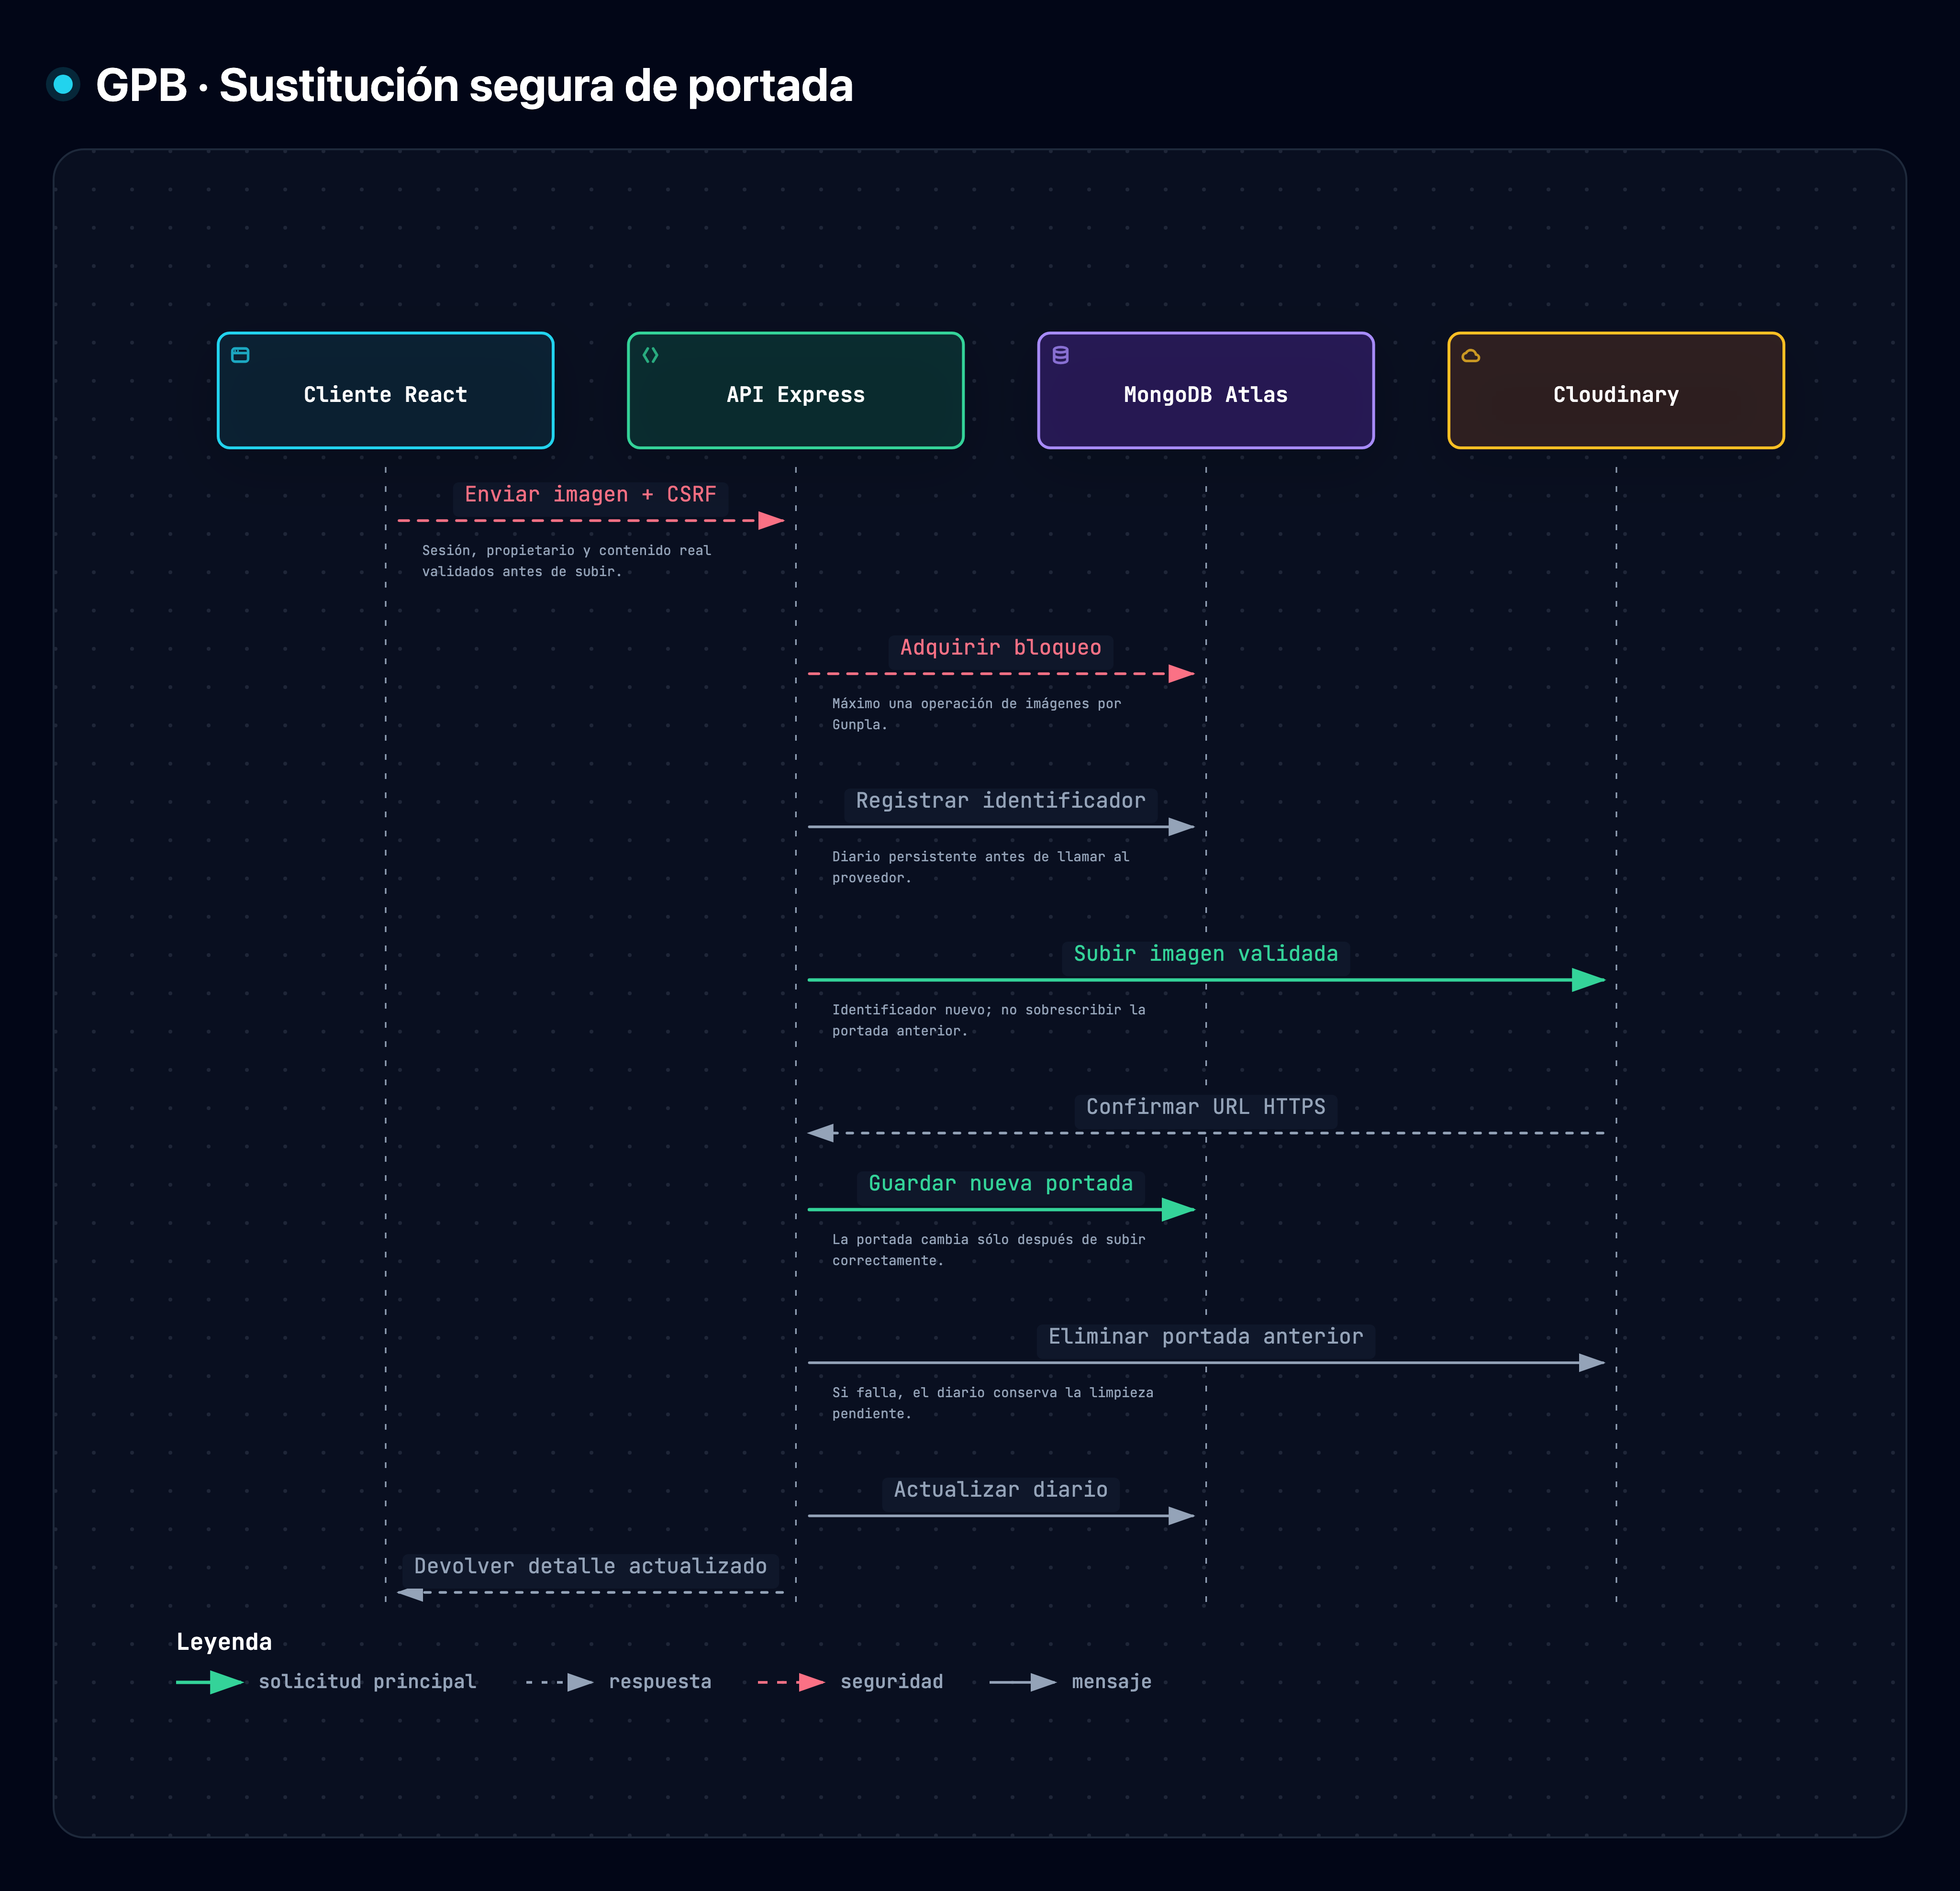 GPB · Sustitución segura de portada
Cliente React
API Express
MongoDB Atlas
Cloudinary
Enviar imagen + CSRF
Sesión, propietario y contenido real
validados antes de subir.
Adquirir bloqueo
Máximo una operación de imágenes por
Gunpla.
Registrar identificador
Diario persistente antes de llamar al
proveedor.
Subir imagen validada
Identificador nuevo; no sobrescribir la
portada anterior.
Confirmar URL HTTPS
Guardar nueva portada
La portada cambia sólo después de subir
correctamente.
Eliminar portada anterior
Si falla, el diario conserva la limpieza
pendiente.
Actualizar diario
Devolver detalle actualizado
Leyenda
solicitud principal
respuesta
seguridad
mensaje